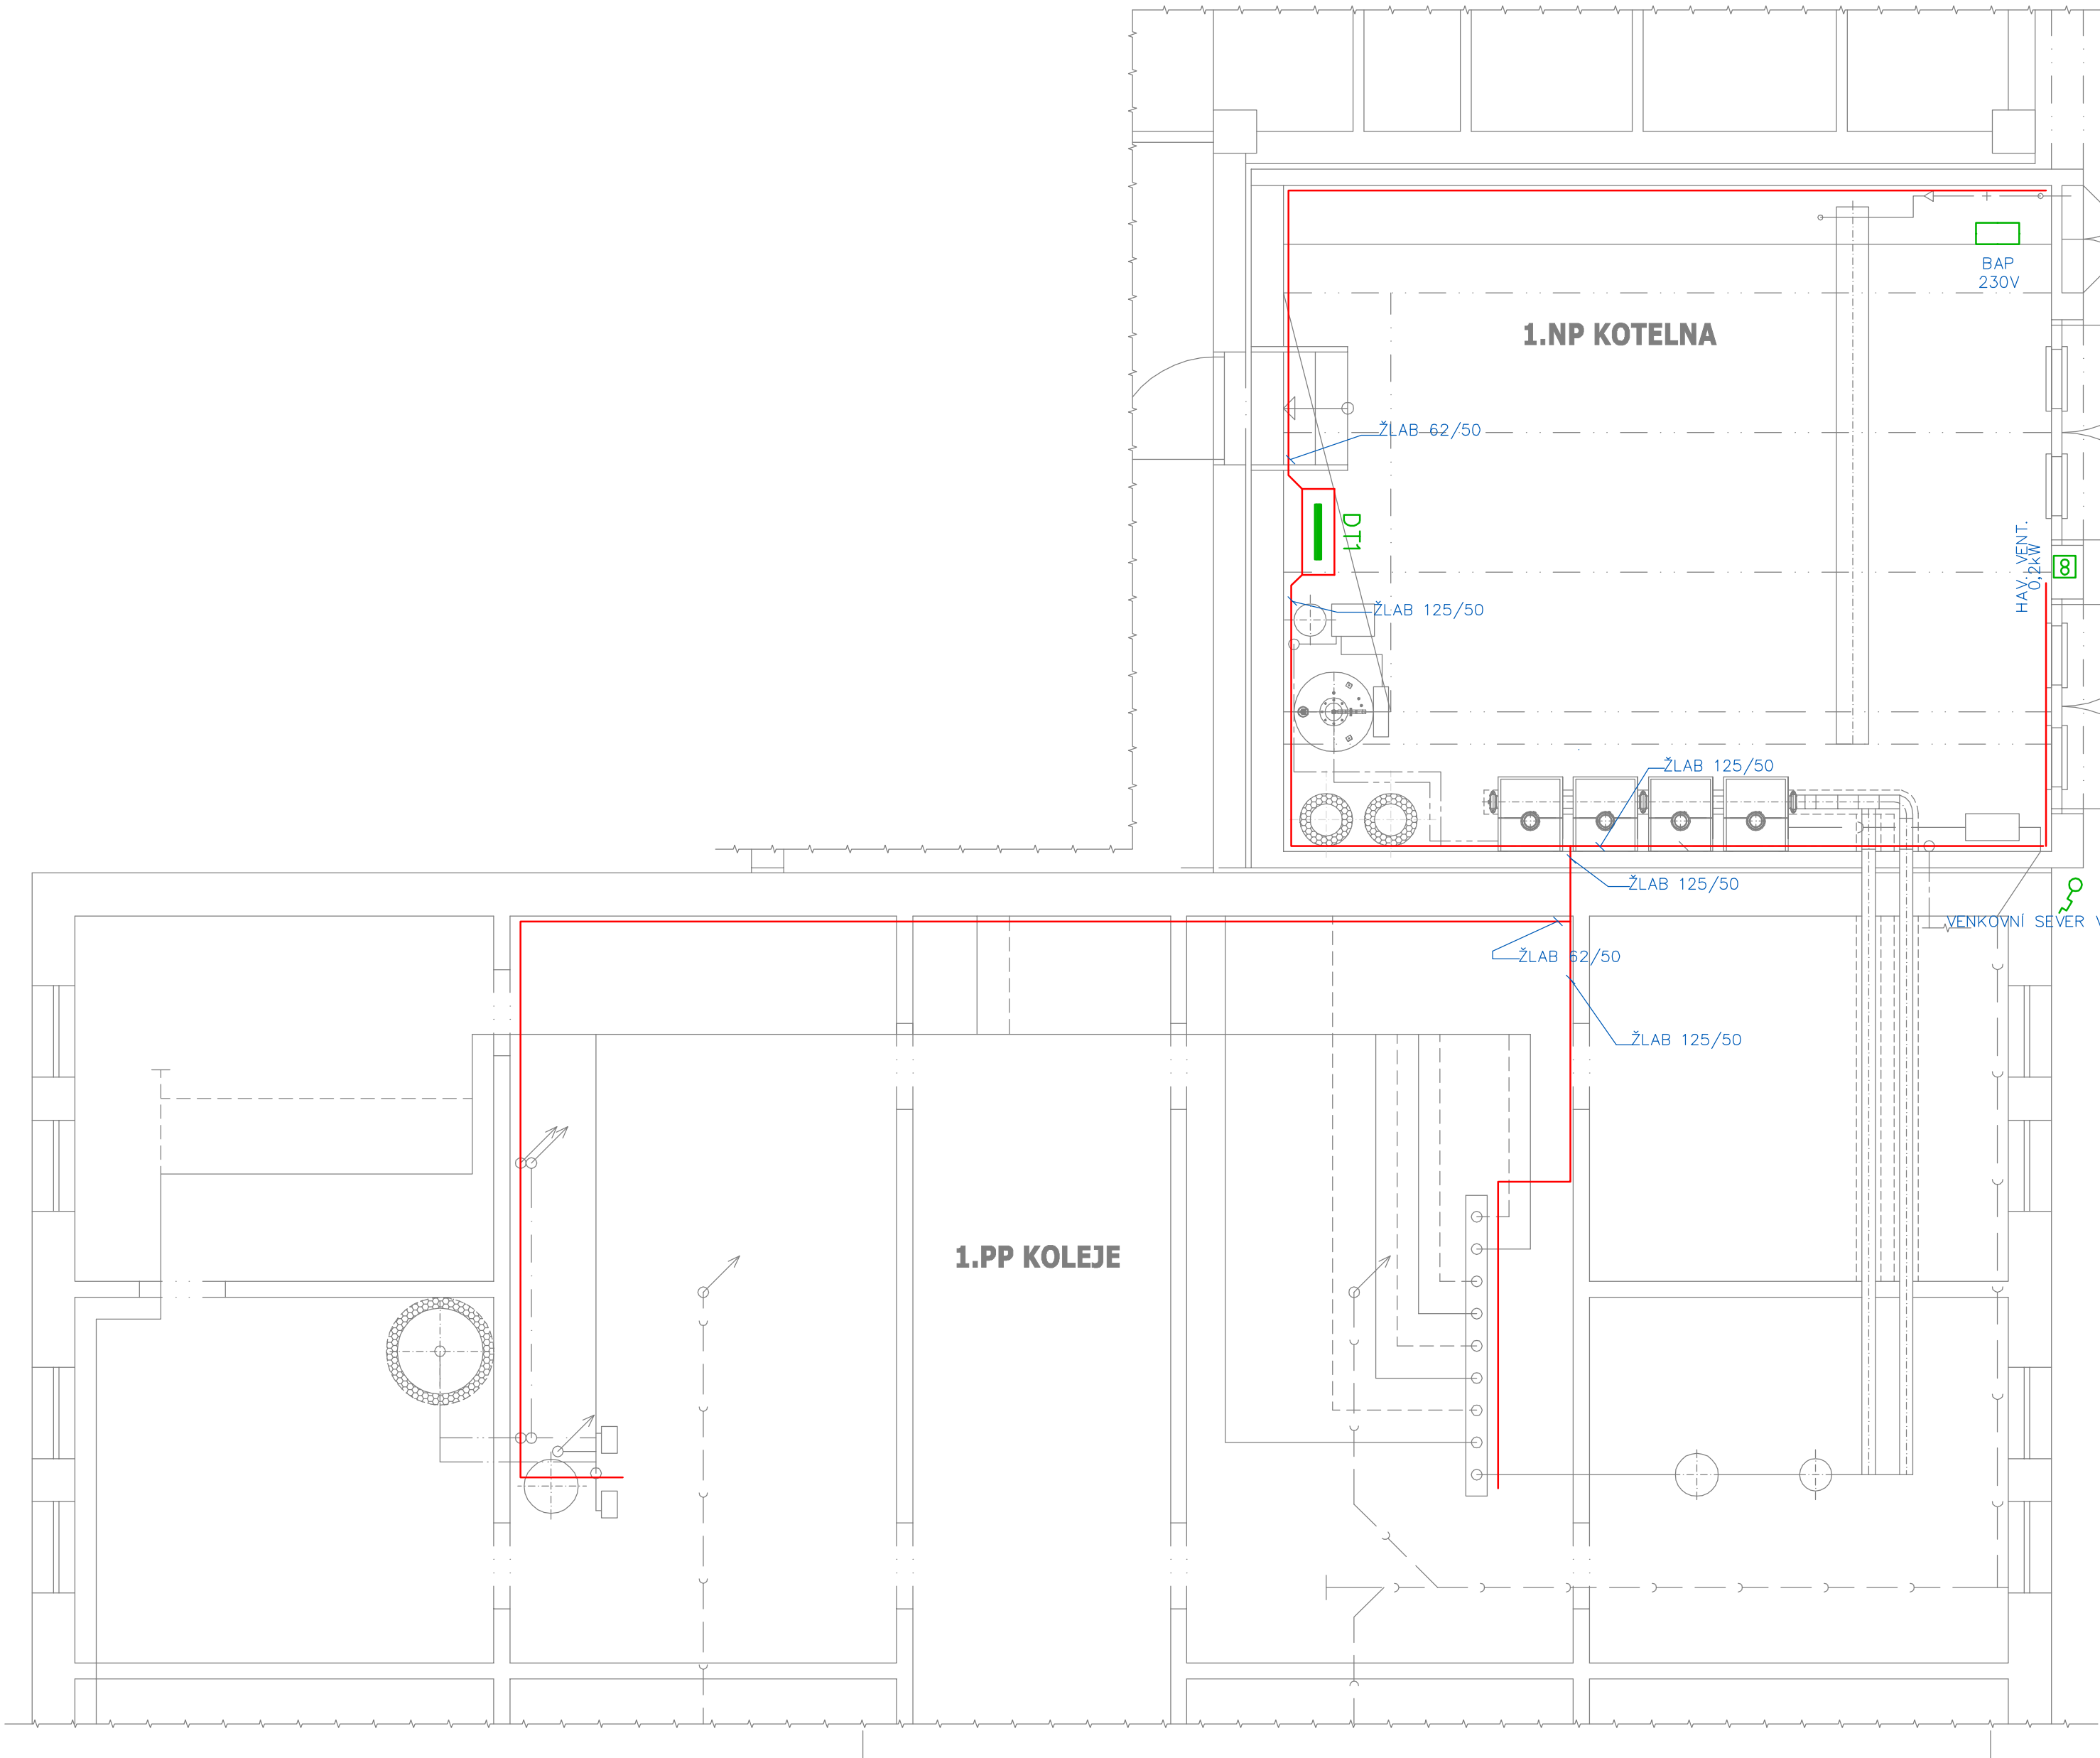 BAP
230V
1.NP KOTELNA
ŽLAB 62/50
DT1
HAV. VENT.
0,2kW
8
ŽLAB 125/50
ŽLAB 125/50
ŽLAB 125/50
VENKOVNÍ SEVER V
ŽLAB 62/50
ŽLAB 125/50
1.PP KOLEJE